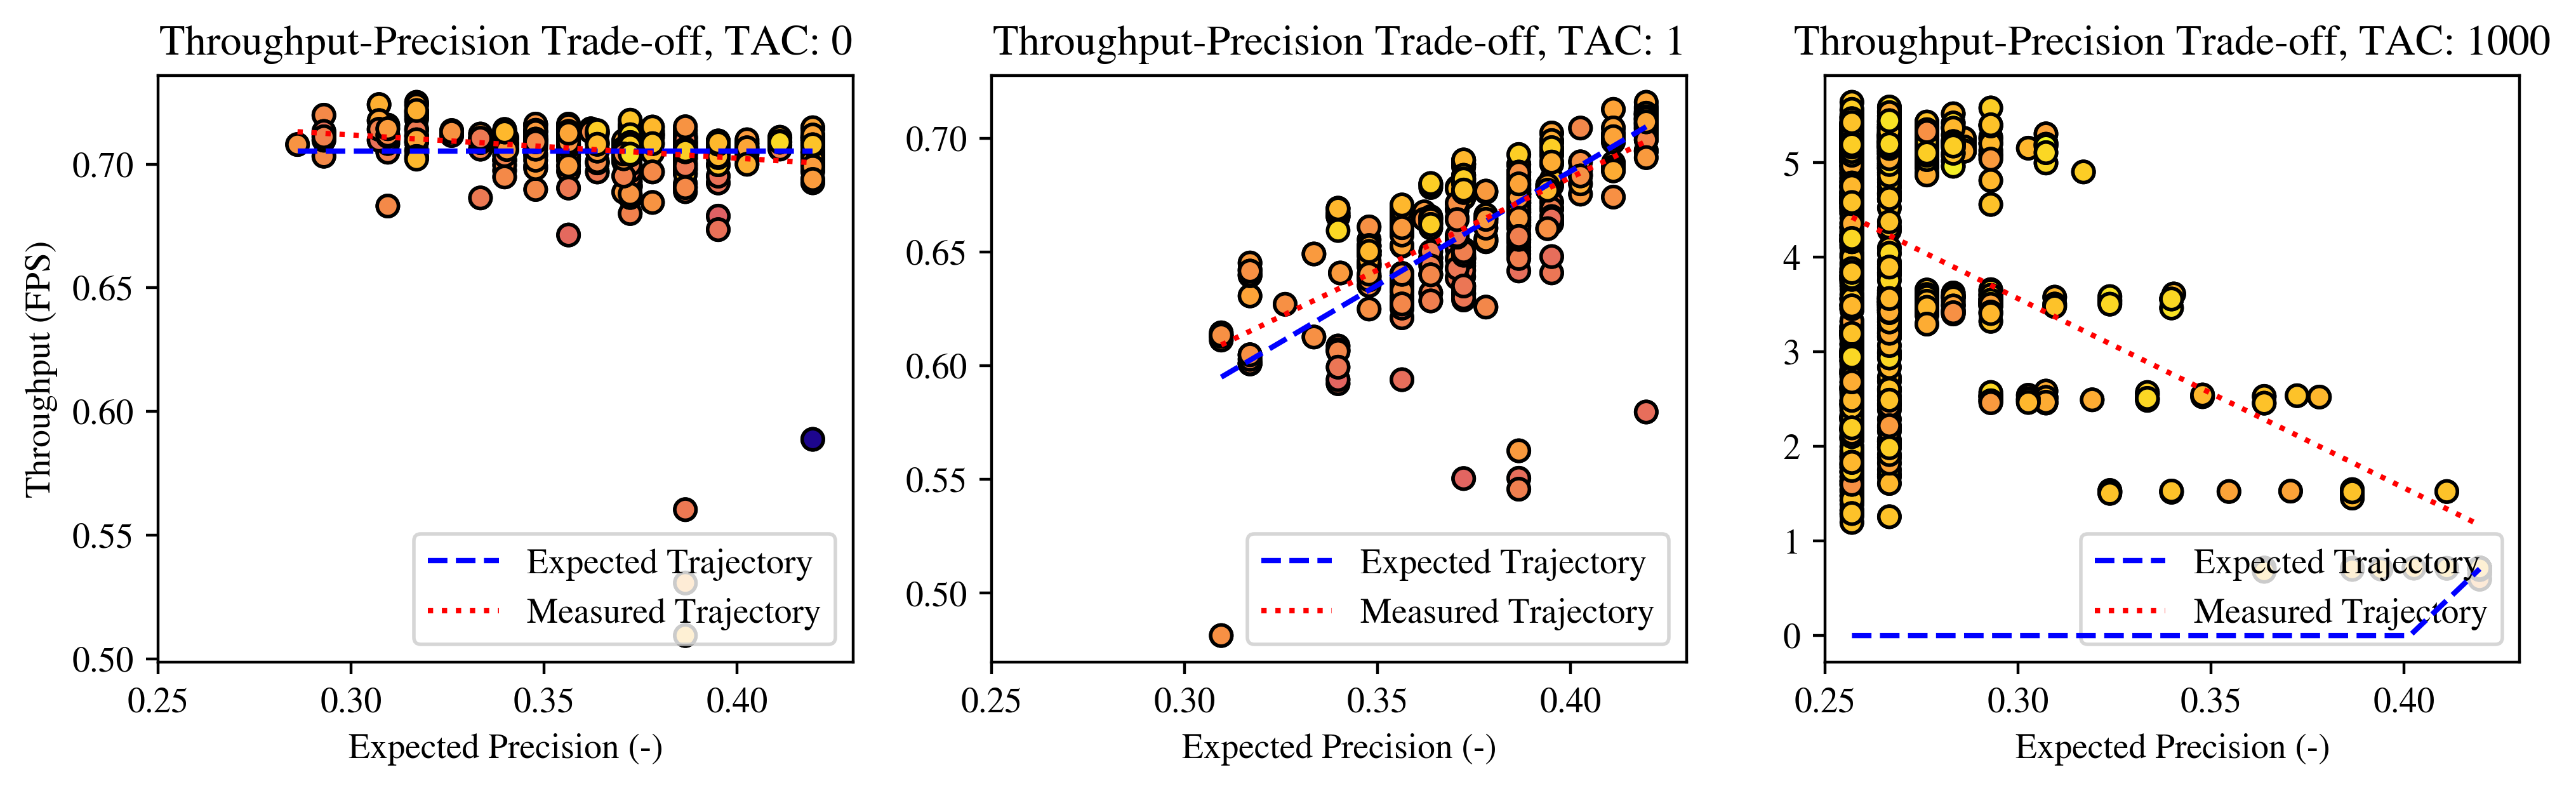 Throughput-Precision Trade-off, TAC: 0
Throughput (FPS)
0.70
0.65
0.60
0.55
0.50
0.25 0.30 0.35 0.40
Expected Precision (-)
Expected Trajectory
Measured Trajectory
Throughput-Precision Trade-off, TAC: 1
0.70
0.65
0.60
0.55
0.50
0.25 0.30 0.35 0.40
Expected Precision (-)
Expected Trajectory
Measured Trajectory
Throughput-Precision Trade-off, TAC: 1000
5
4
3
2
1
0
0.25 0.30 0.35 0.40
Expected Precision (-)
Expected Trajectory
Measured Trajectory